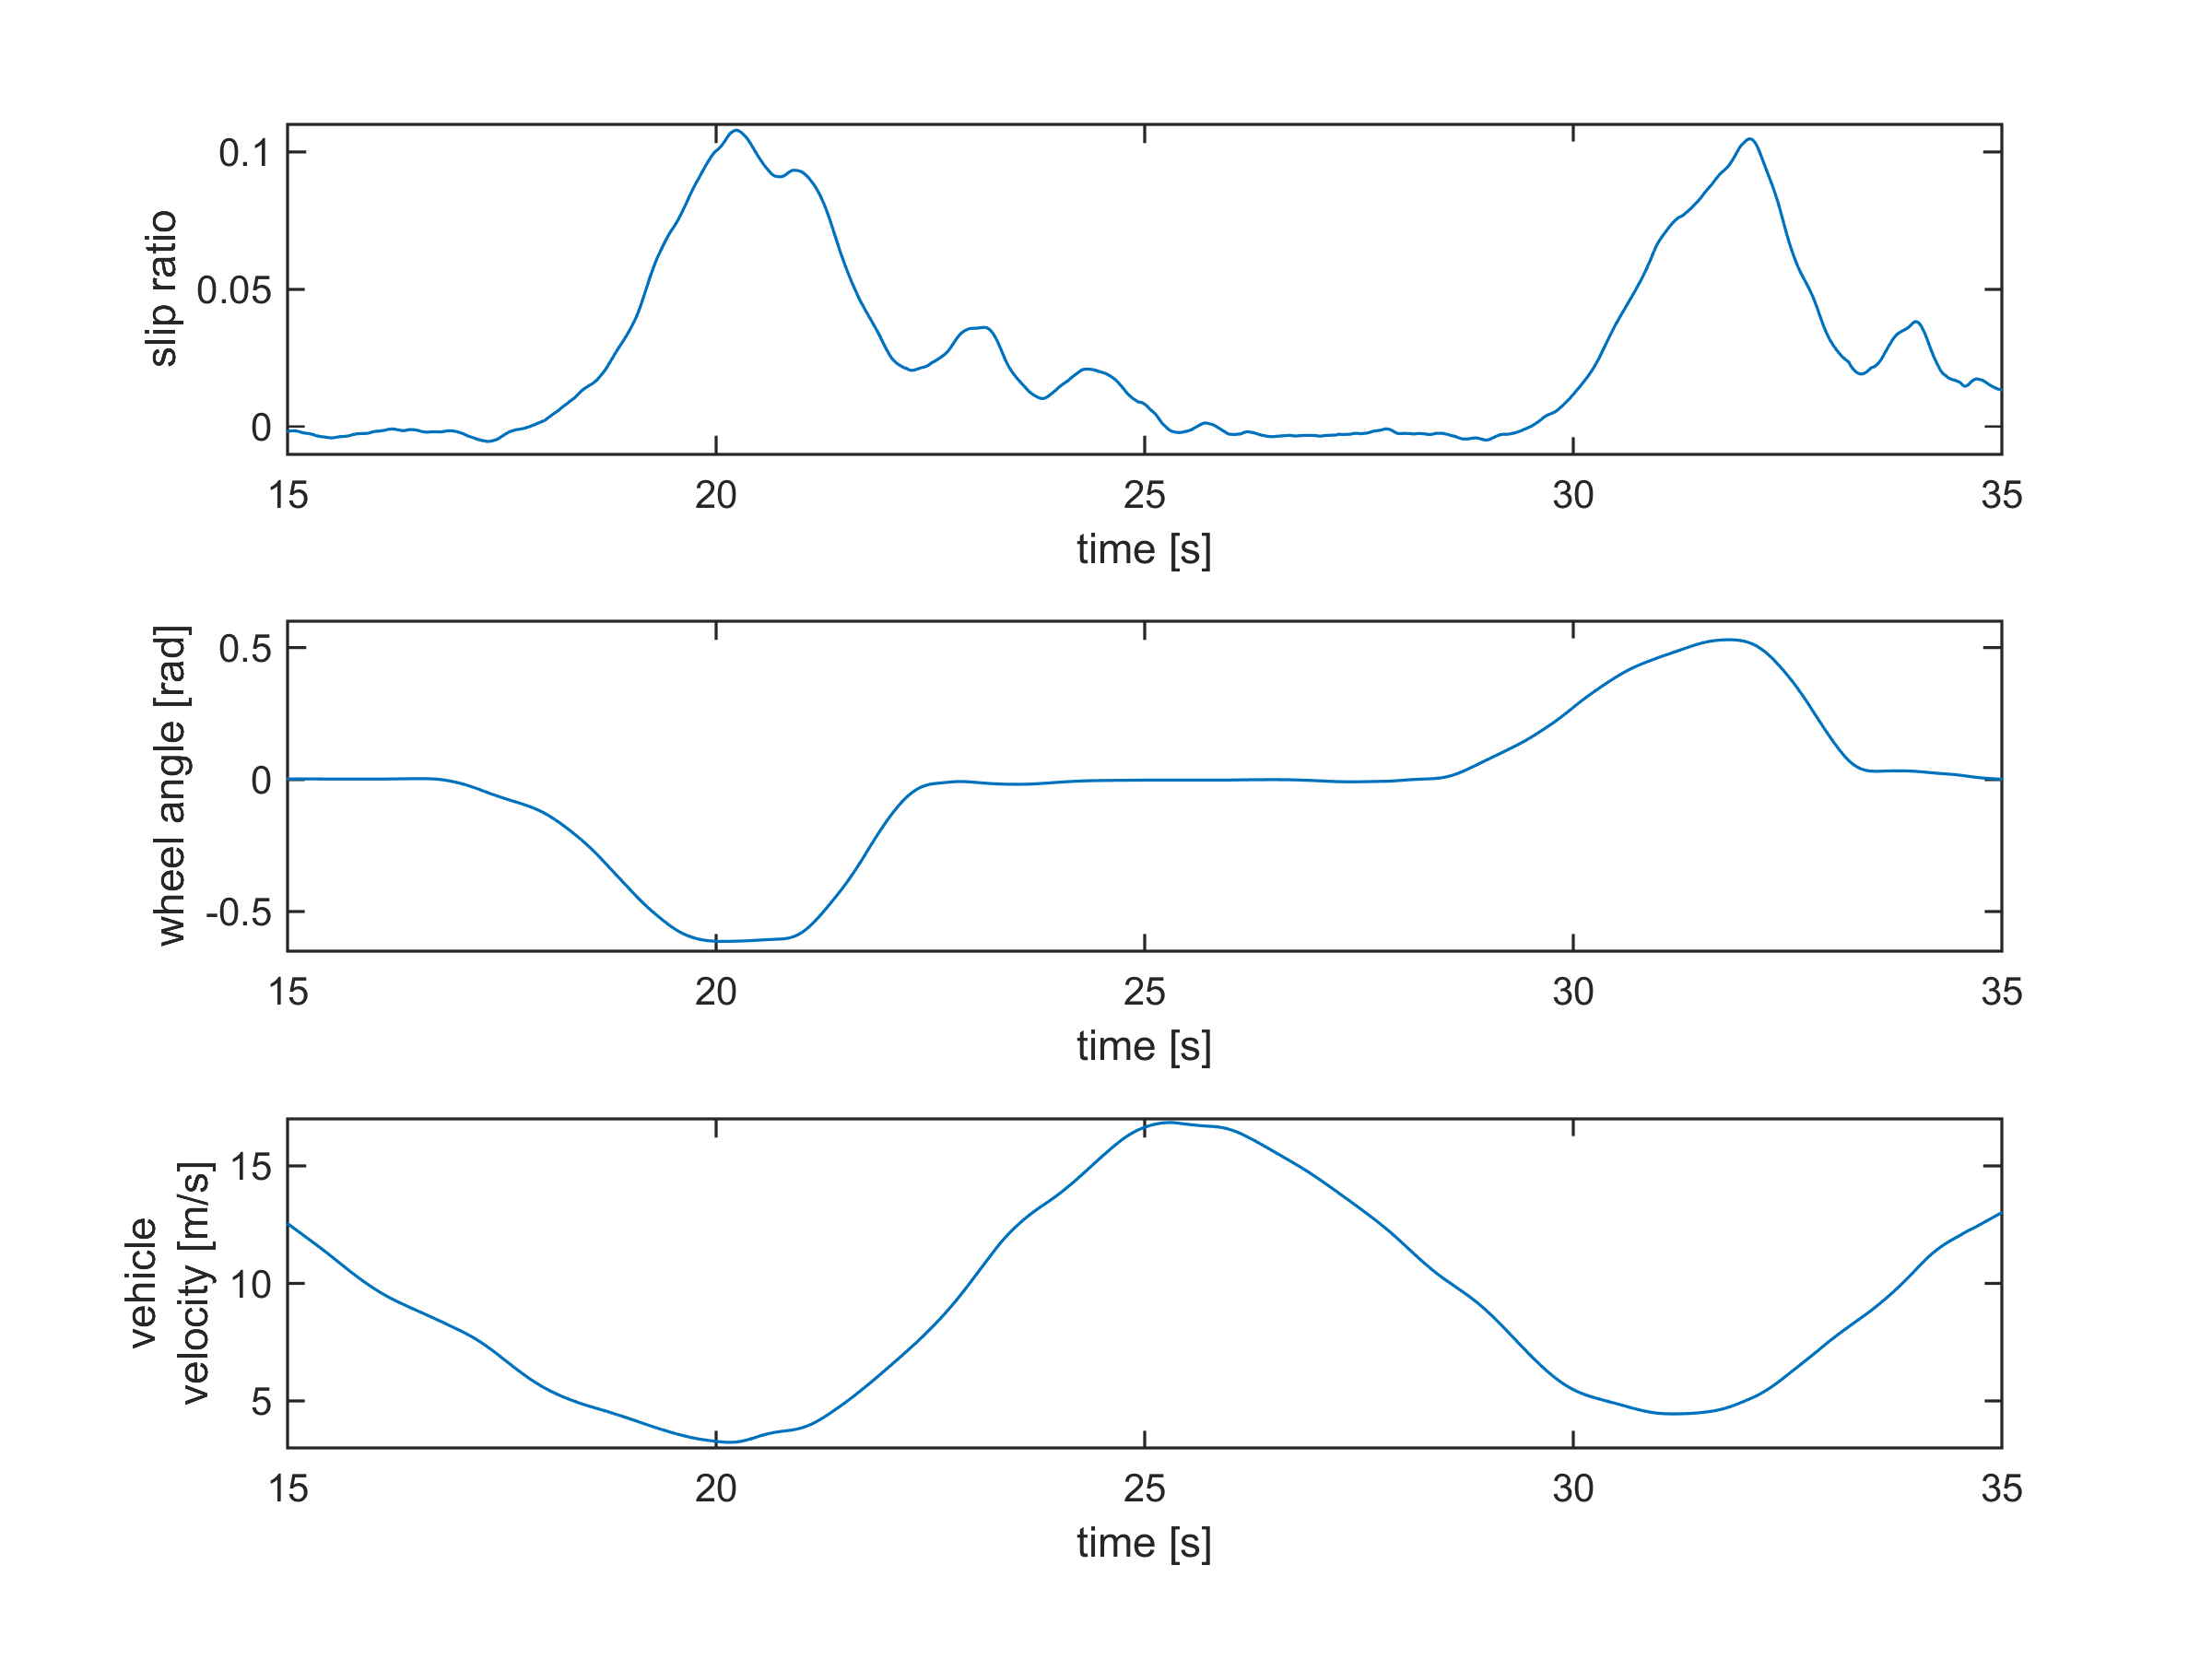 slip ratio
0.1
0.05
0
15 20 25 30 35
time [s]
wheel angle [rad]
0.5
0
-0.5
15 20 25 30 35
time [s]
vehicle
velocity [m/s]
15
10
5
15 20 25 30 35
time [s]